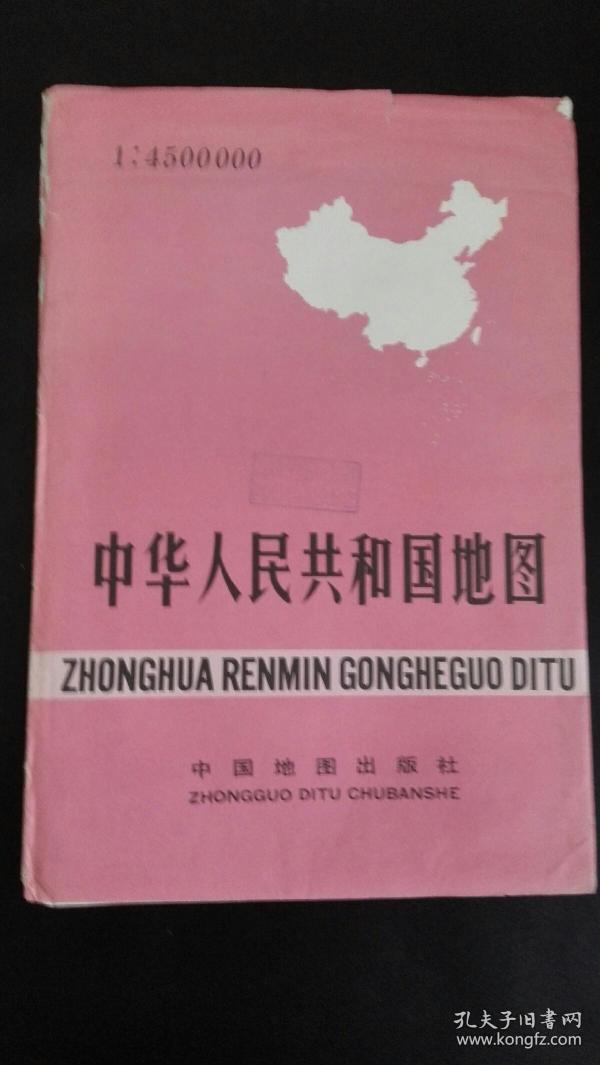 1:4500000
中华人民共和国地图
ZHONGHUA RENMIN GONGHEGUO DITU
中国地图出版社
ZHONGGUO DITU CHUBANSHE
孔夫子旧书网
www.kongfz.com